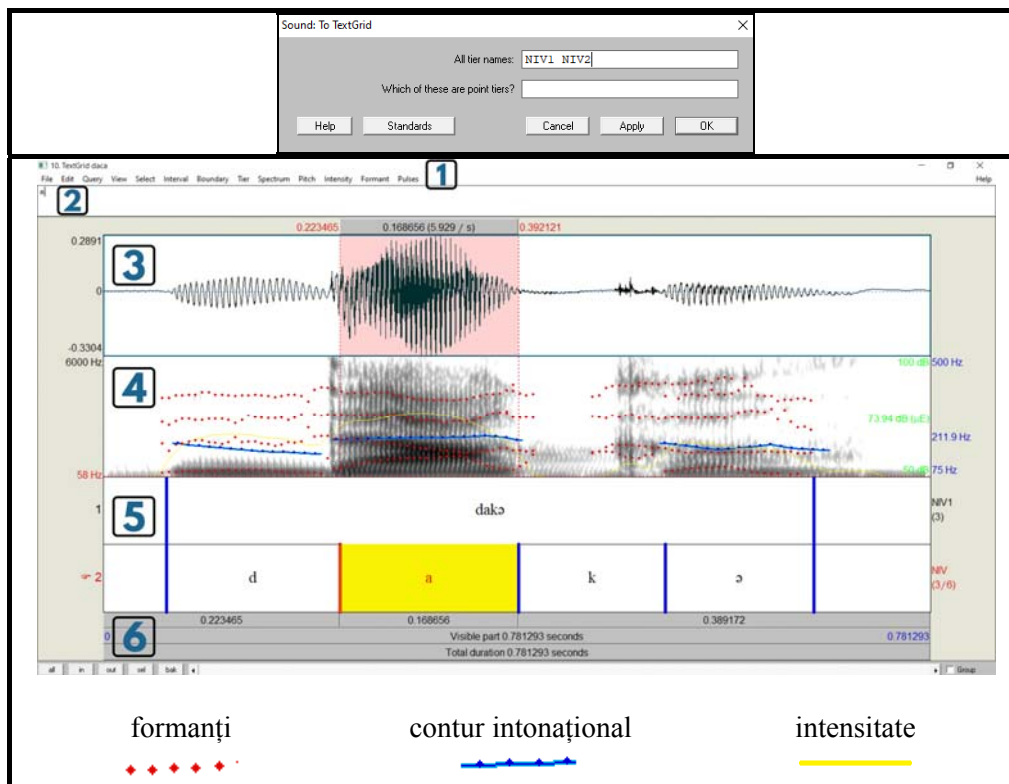 Sound: To TextGrid
All tier names: NIV1 NIV2
Which of these are point tiers?
Help Standards Cancel Apply OK
10. TextGrid daca
File Edit Query View Select Interval Boundary Tier Spectrum Pitch Intensity Formant Pulses 1 Help
a 2
0.223465 0.168656 (5.929 / s) 0.392121
0.2891
3
0
-0.3304
6000 Hz 100 dB 500 Hz
4
73.94 dB (µE)
211.9 Hz
58 Hz 50 dB 75 Hz
1 5 dakə NIV1
(3)
2 d a k ə NIV
(3/6)
0.223465 0.168656 0.389172
0 6 Visible part 0.781293 seconds 0.781293
Total duration 0.781293 seconds
all in out sel bak Group
formanți contur intonațional intensitate